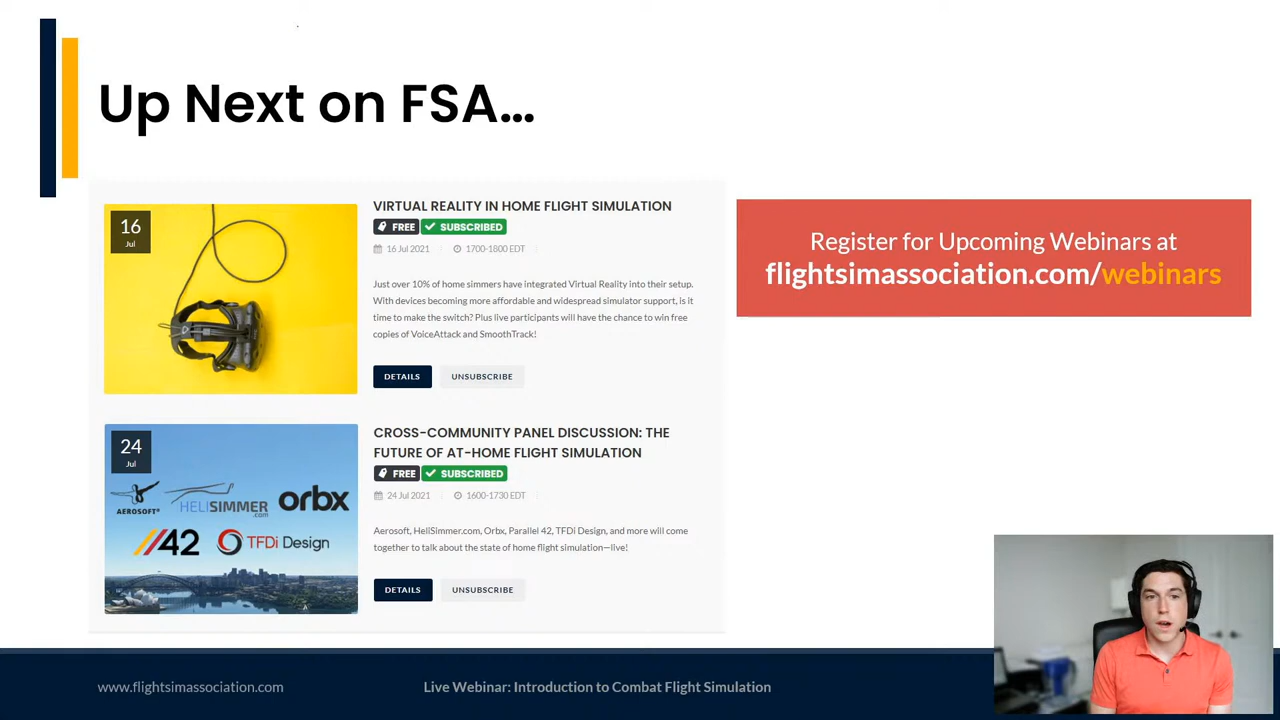 Up Next on FSA...
16
Jul
VIRTUAL REALITY IN HOME FLIGHT SIMULATION
FREE SUBSCRIBED
16 Jul 2021 1700-1800 EDT
Just over 10% of home simmers have integrated Virtual Reality into their setup.
With devices becoming more affordable and widespread simulator support, is it
time to make the switch? Plus live participants will have the chance to win free
copies of VoiceAttack and SmoothTrack!
DETAILS UNSUBSCRIBE
Register for Upcoming Webinars at
flightsimassociation.com/webinars
24
Jul
AEROSOFT®
HELISIMMER
.com
orbx
//42
TFDi Design
CROSS-COMMUNITY PANEL DISCUSSION: THE
FUTURE OF AT-HOME FLIGHT SIMULATION
FREE SUBSCRIBED
24 Jul 2021 1600-1730 EDT
Aerosoft, HeliSimmer.com, Orbx, Parallel 42, TFDi Design, and more will come
together to talk about the state of home flight simulation—live!
DETAILS UNSUBSCRIBE
www.flightsimassociation.com
Live Webinar: Introduction to Combat Flight Simulation